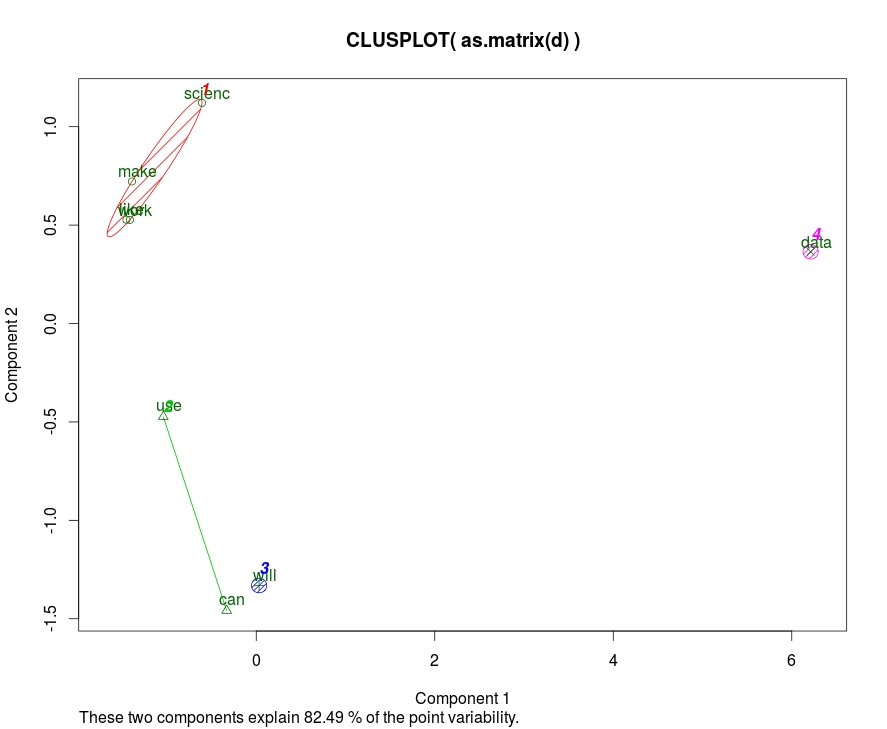 CLUSPLOT( as.matrix(d) )
1
scienc
make
like
work
4
data
use
2
3
will
can
1.0
0.5
0.0
-0.5
-1.0
-1.5
Component 2
0 2 4 6
Component 1
These two components explain 82.49 % of the point variability.